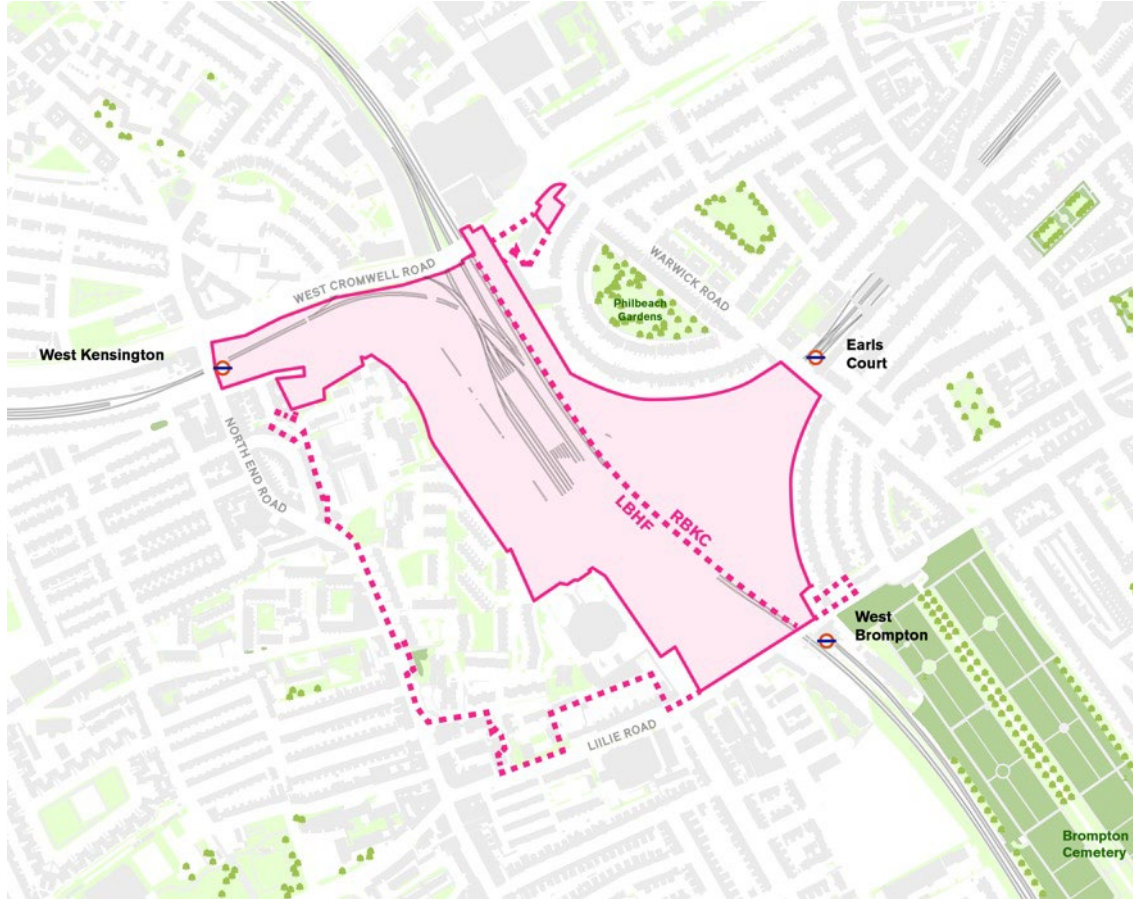 WEST CROMWELL ROAD
WARWICK ROAD
Philbeach
Gardens
West Kensington
Earls
Court
NORTH END ROAD
LBHF
RBKC
West
Brompton
LIILIE ROAD
Brompton
Cemetery